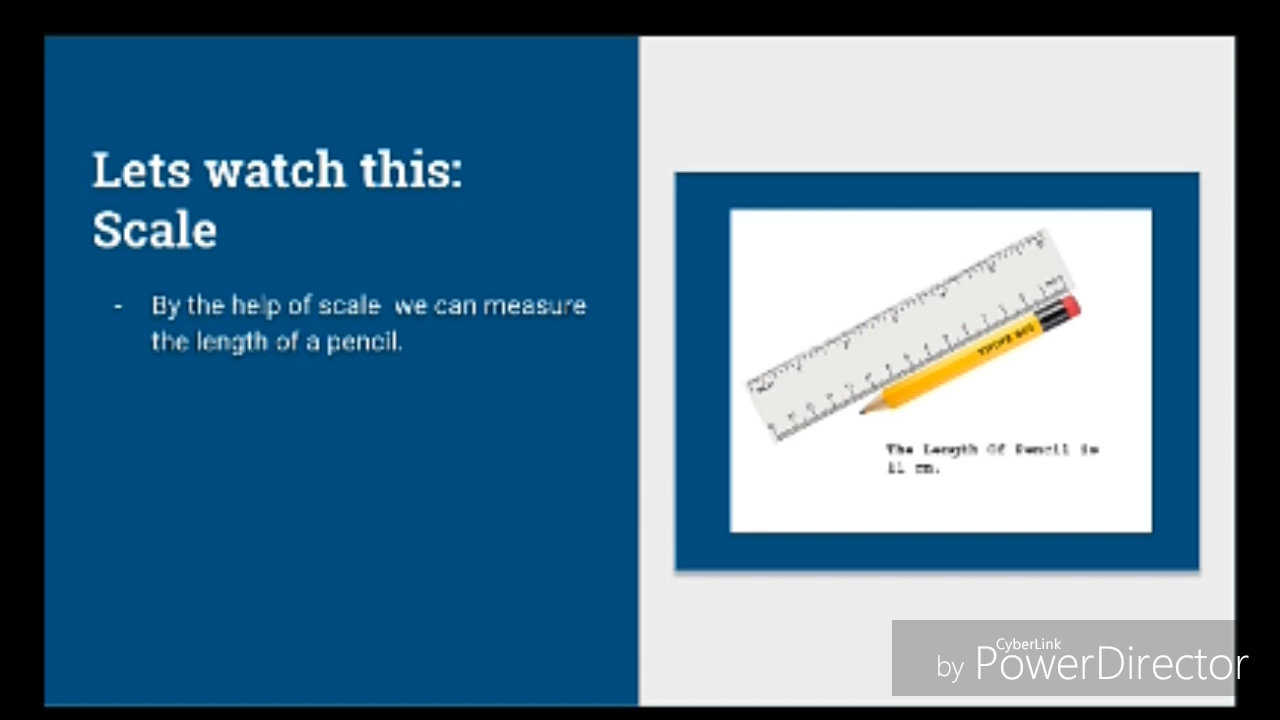 Lets watch this:
Scale
- By the help of scale we can measure
the length of a pencil.
The Length Of Pencil is
11 cm.
CyberLink
by PowerDirector